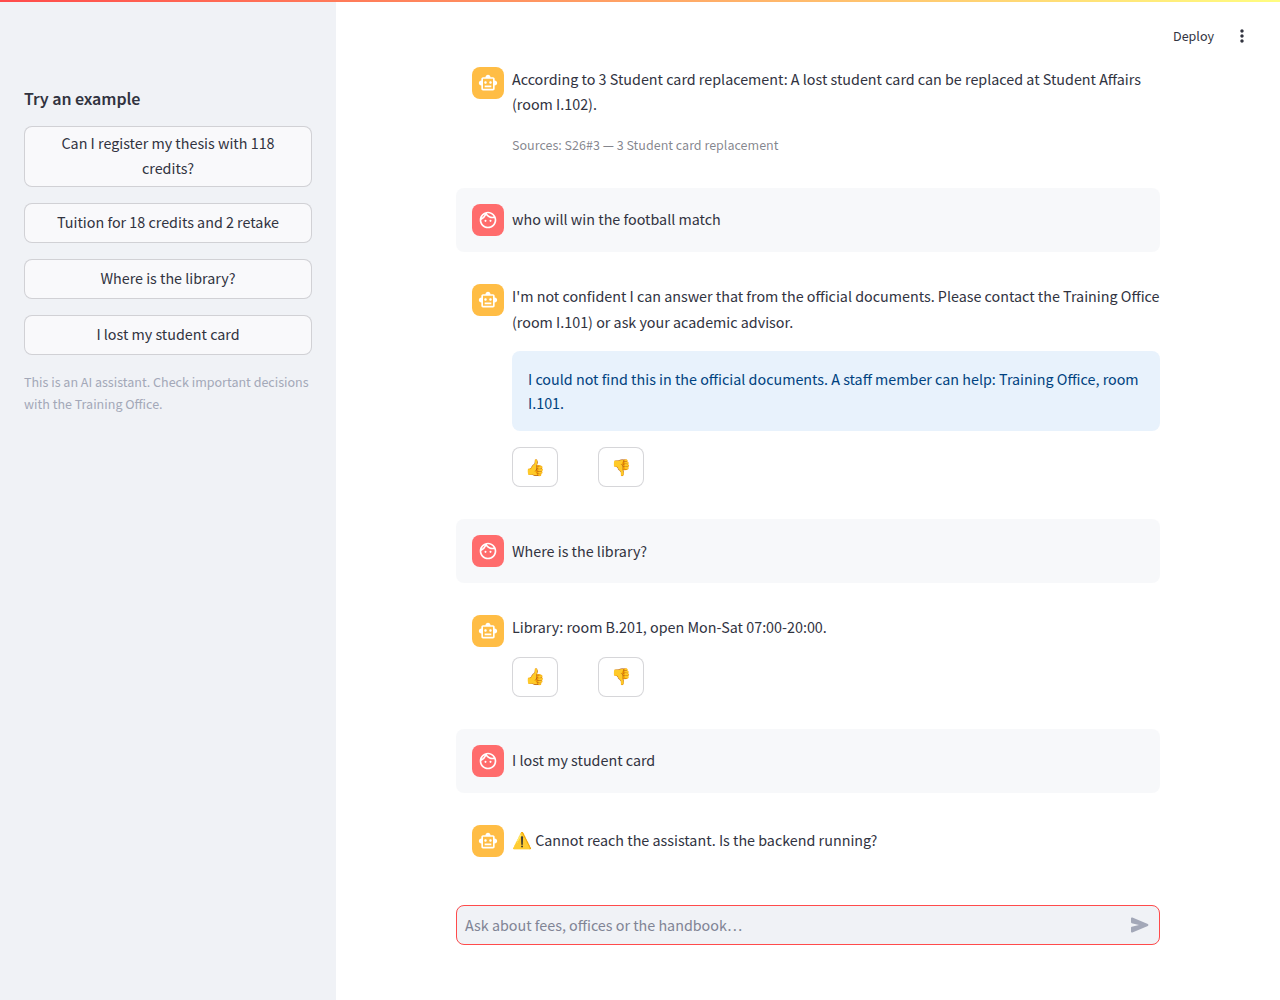 Deploy
Try an example
Can I register my thesis with 118
credits?
Tuition for 18 credits and 2 retake
Where is the library?
I lost my student card
This is an AI assistant. Check important decisions
with the Training Office.
According to 3 Student card replacement: A lost student card can be replaced at Student Affairs
(room I.102).
Sources: S26#3 — 3 Student card replacement
who will win the football match
I'm not confident I can answer that from the official documents. Please contact the Training Office
(room I.101) or ask your academic advisor.
I could not find this in the official documents. A staff member can help: Training Office, room
I.101.
Where is the library?
Library: room B.201, open Mon-Sat 07:00-20:00.
I lost my student card
⚠️ Cannot reach the assistant. Is the backend running?
Ask about fees, offices or the handbook…